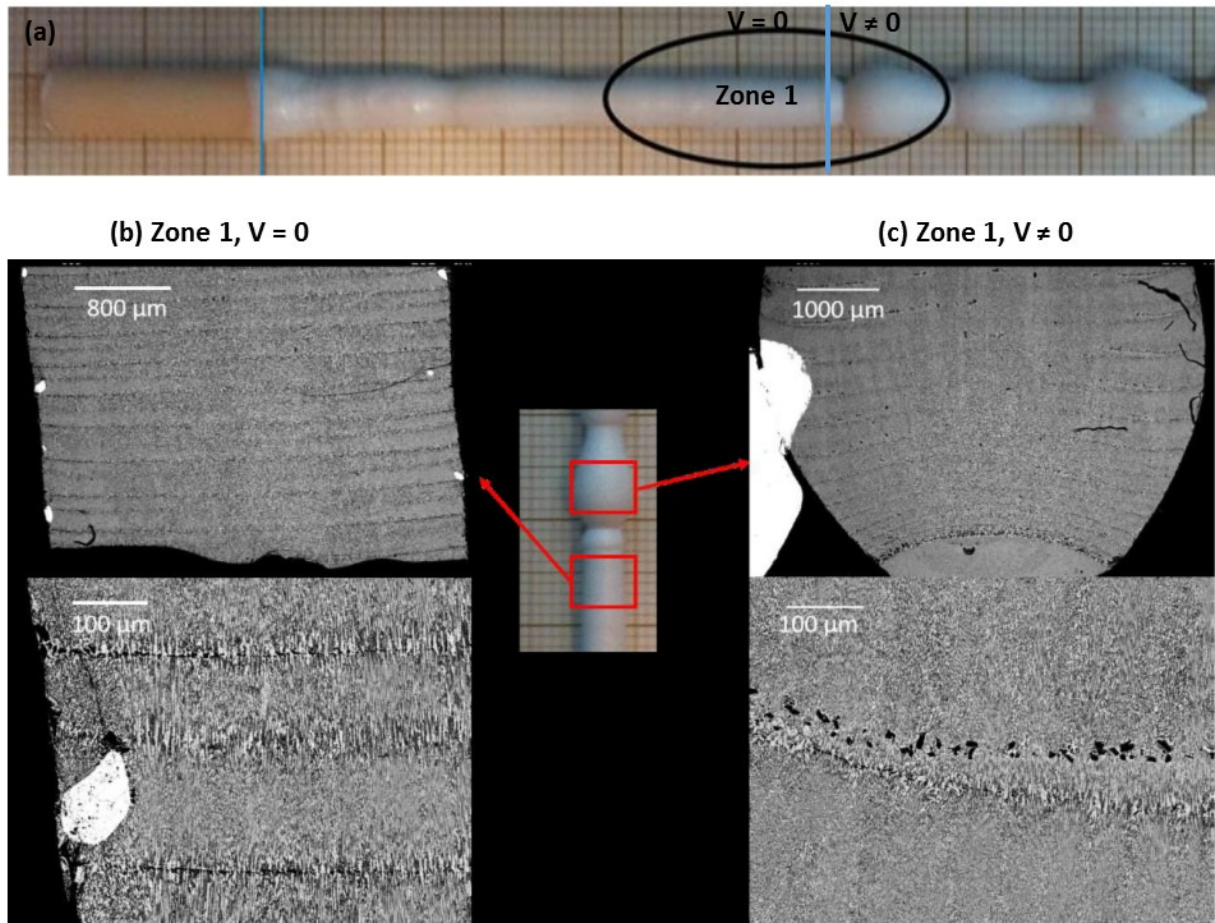 (a)
V = 0
V ≠ 0
Zone 1
(b) Zone 1, V = 0
(c) Zone 1, V ≠ 0
800 µm
1000 µm
100 µm
100 µm